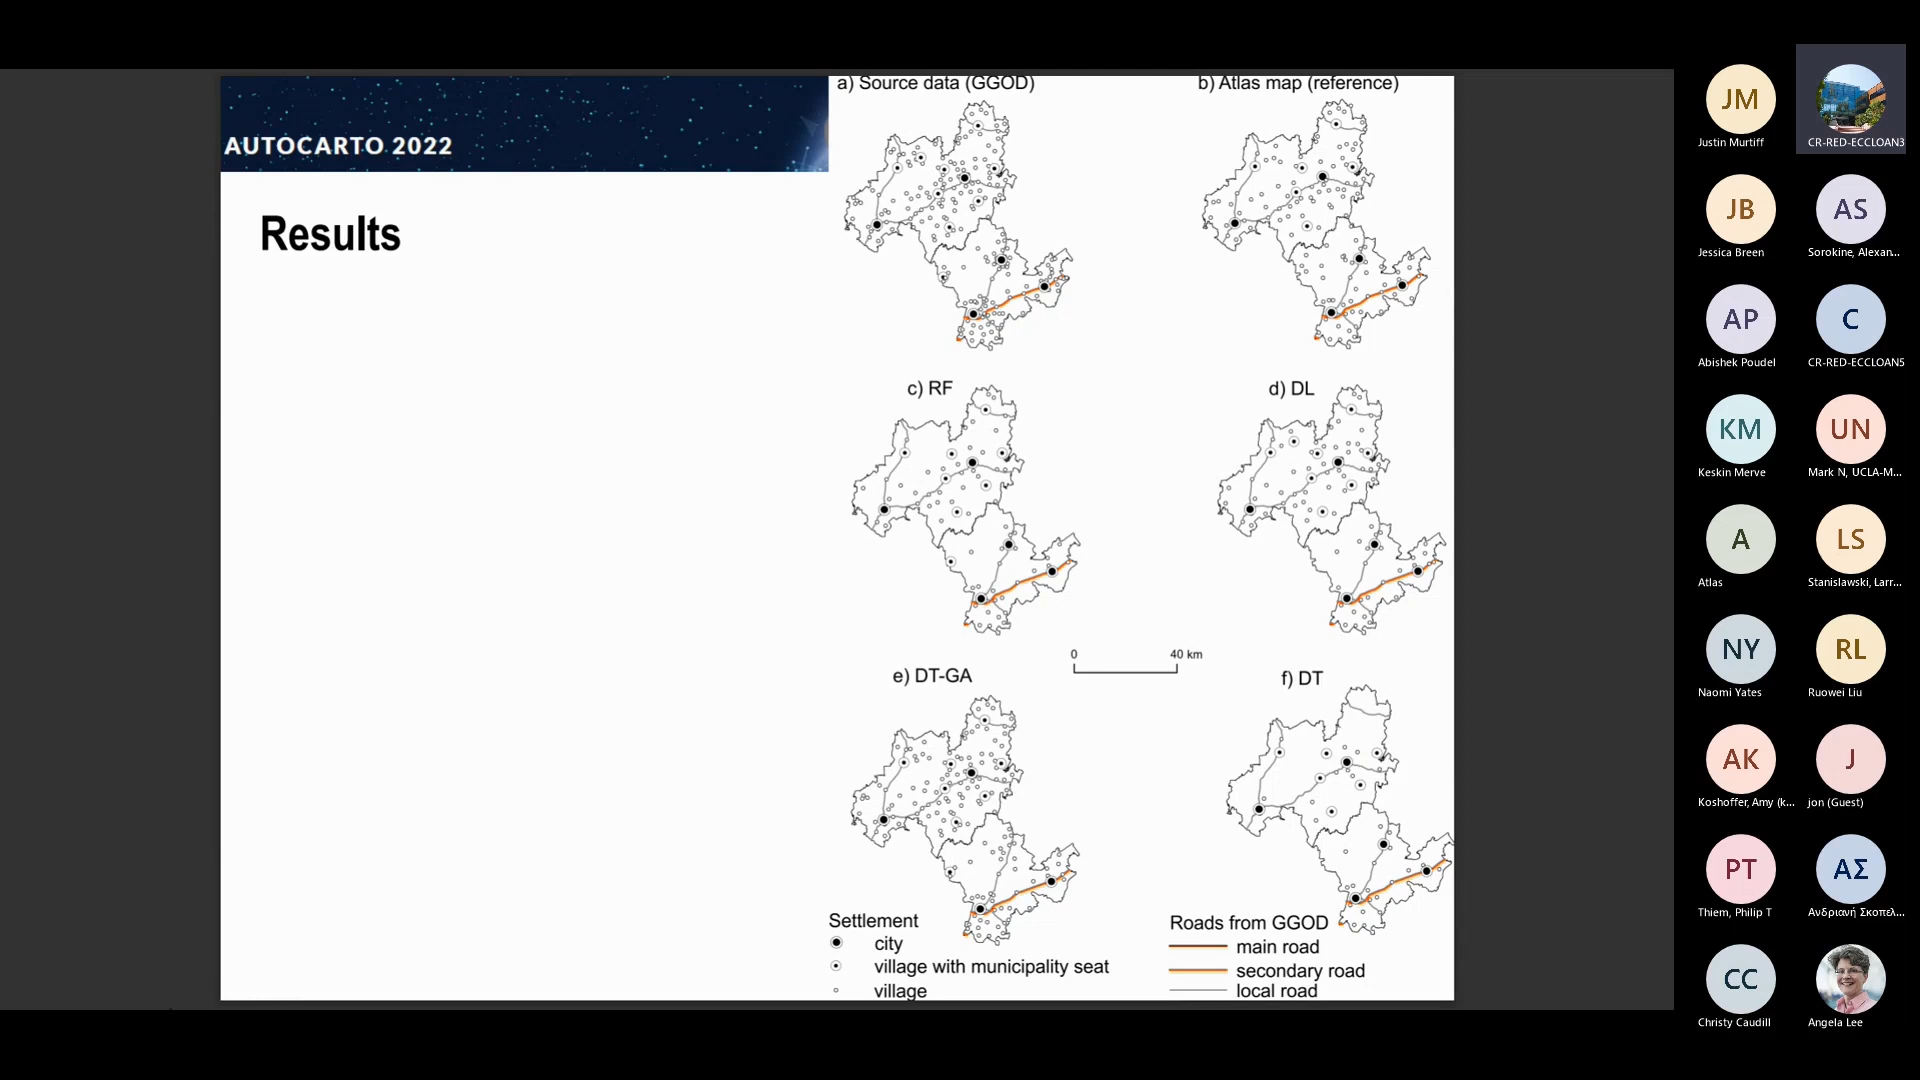 AUTOCARTO 2022
Results
a) Source data (GGOD)
b) Atlas map (reference)
c) RF
d) DL
0 40 km
e) DT-GA
f) DT
Settlement
city
village with municipality seat
village
Roads from GGOD
main road
secondary road
local road
JM
Justin Murtiff
CR-RED-ECCLOAN3
JB
Jessica Breen
AS
Sorokine, Alexan...
AP
Abishek Poudel
C
CR-RED-ECCLOAN5
KM
Keskin Merve
UN
Mark N, UCLA-M...
A
Atlas
LS
Stanislawski, Larr...
NY
Naomi Yates
RL
Ruowei Liu
AK
Koshoffer, Amy (k...
J
jon (Guest)
PT
Thiem, Philip T
ΑΣ
Ανδριανή Σκοπελ...
CC
Christy Caudill
Angela Lee